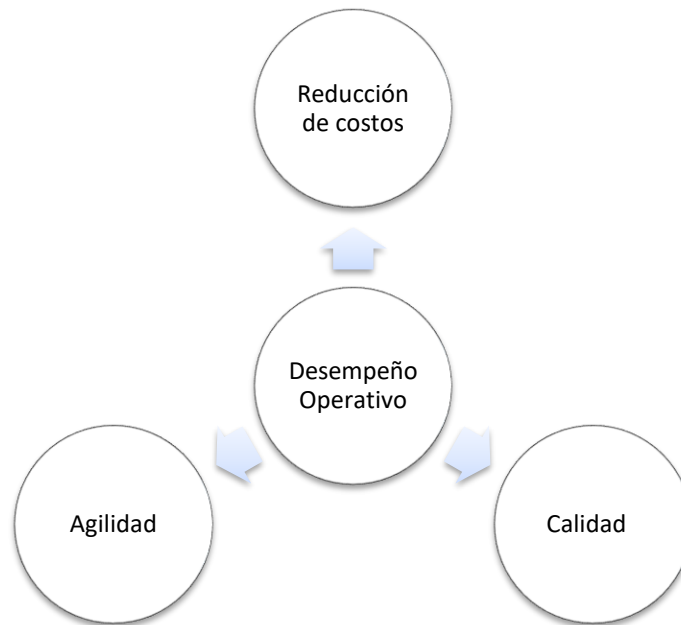 Reducción
de costos
Desempeño
Operativo
Agilidad
Calidad